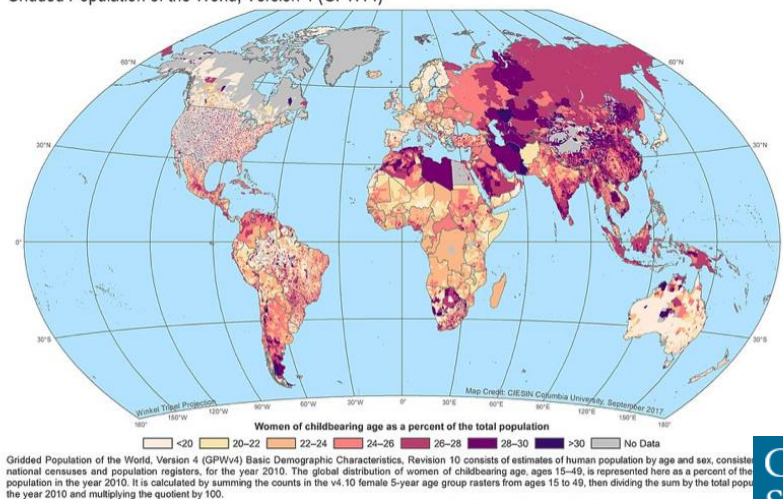 Gridded Population of the World, Version 4 (GPWv4)
60°N
60°N
30°N
30°N
0°
0°
30°S
30°S
Winkel Tripel Projection
Map Credit: CIESIN Columbia University, September 2017
180° 150°W 120°W 90°W 60°W 30°W 0° 30°E 60°E 90°E 120°E 150°E 180°
Women of childbearing age as a percent of the total population
<20 20–22 22–24 24–26 26–28 28–30 >30 No Data
Gridded Population of the World, Version 4 (GPWv4) Basic Demographic Characteristics, Revision 10 consists of estimates of human population by age and sex, consisten
national censuses and population registers, for the year 2010. The global distribution of women of childbearing age, ages 15–49, is represented here as a percent of the
population in the year 2010. It is calculated by summing the counts in the v4.10 female 5-year age group rasters from ages 15 to 49, then dividing the sum by the total popu
the year 2010 and multiplying the quotient by 100.